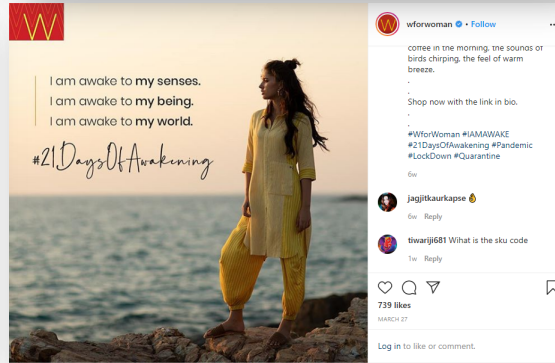 W
I am awake to my senses.
I am awake to my being.
I am awake to my world.
#21DaysOfAwakening
wforwoman • Follow
coffee in the morning, the sounds of
birds chirping, the feel of warm
breeze.
.
.
Shop now with the link in bio.
.
.
#WforWoman #IAMAWAKE
#21DaysOfAwakening #Pandemic
#LockDown #Quarantine
6w
jagjitkaurkapse 👌
6w Reply
tiwariji681 Wihat is the sku code
1w Reply
739 likes
MARCH 27
Log in to like or comment.